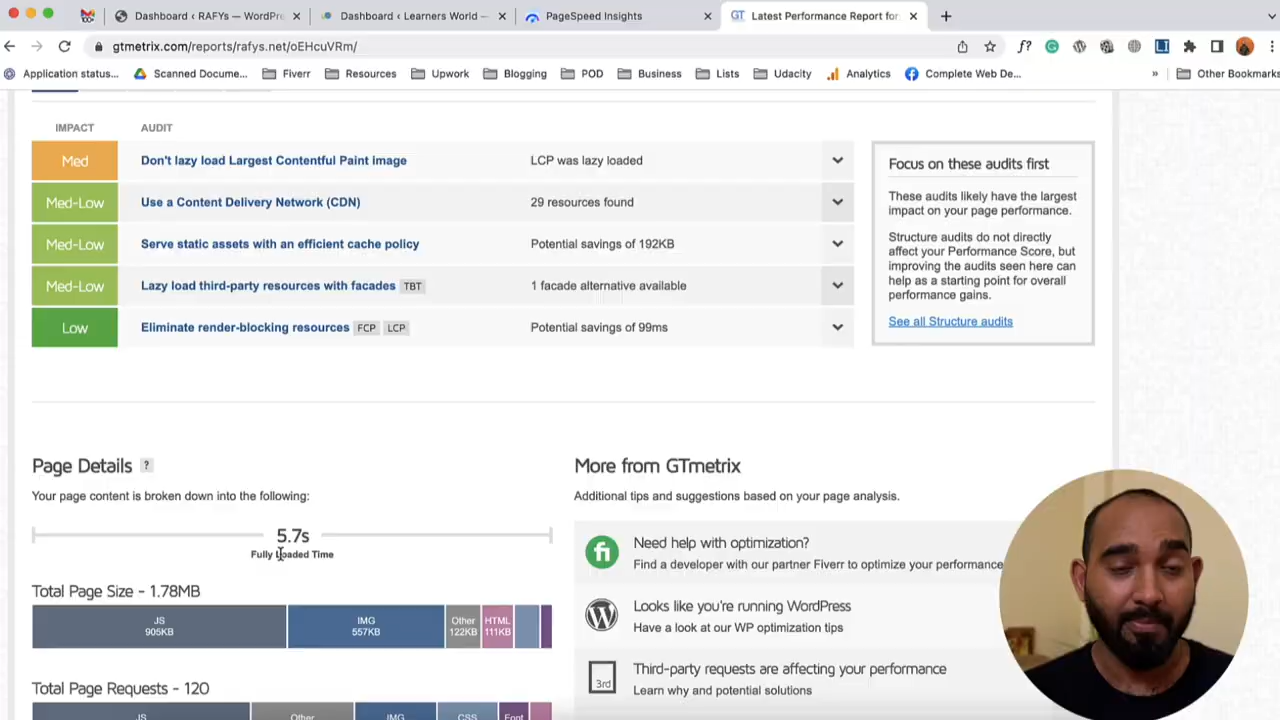 Dashboard ‹ RAFYs — WordPre
Dashboard ‹ Learners World —
PageSpeed Insights
GT Latest Performance Report for
gtmetrix.com/reports/rafys.net/oEHcuVRm/
f?
Application status...
Scanned Docume...
Fiverr
Resources
Upwork
Blogging
POD
Business
Lists
Udacity
Analytics
Complete Web De...
»
Other Bookmarks
IMPACT AUDIT
Med Don't lazy load Largest Contentful Paint image LCP was lazy loaded
Med-Low Use a Content Delivery Network (CDN) 29 resources found
Med-Low Serve static assets with an efficient cache policy Potential savings of 192KB
Med-Low Lazy load third-party resources with facades TBT 1 facade alternative available
Low Eliminate render-blocking resources FCP LCP Potential savings of 99ms
Focus on these audits first
These audits likely have the largest
impact on your page performance.
Structure audits do not directly
affect your Performance Score, but
improving the audits seen here can
help as a starting point for overall
performance gains.
See all Structure audits
Page Details ?
Your page content is broken down into the following:
5.7s
Fully Loaded Time
Total Page Size - 1.78MB
JS
905KB
IMG
557KB
Other
122KB
HTML
111KB
Total Page Requests - 120
JS
Other
IMG
CSS
Font
More from GTmetrix
Additional tips and suggestions based on your page analysis.
fi
Need help with optimization?
Find a developer with our partner Fiverr to optimize your performance
Looks like you're running WordPress
Have a look at our WP optimization tips
3rd
Third-party requests are affecting your performance
Learn why and potential solutions